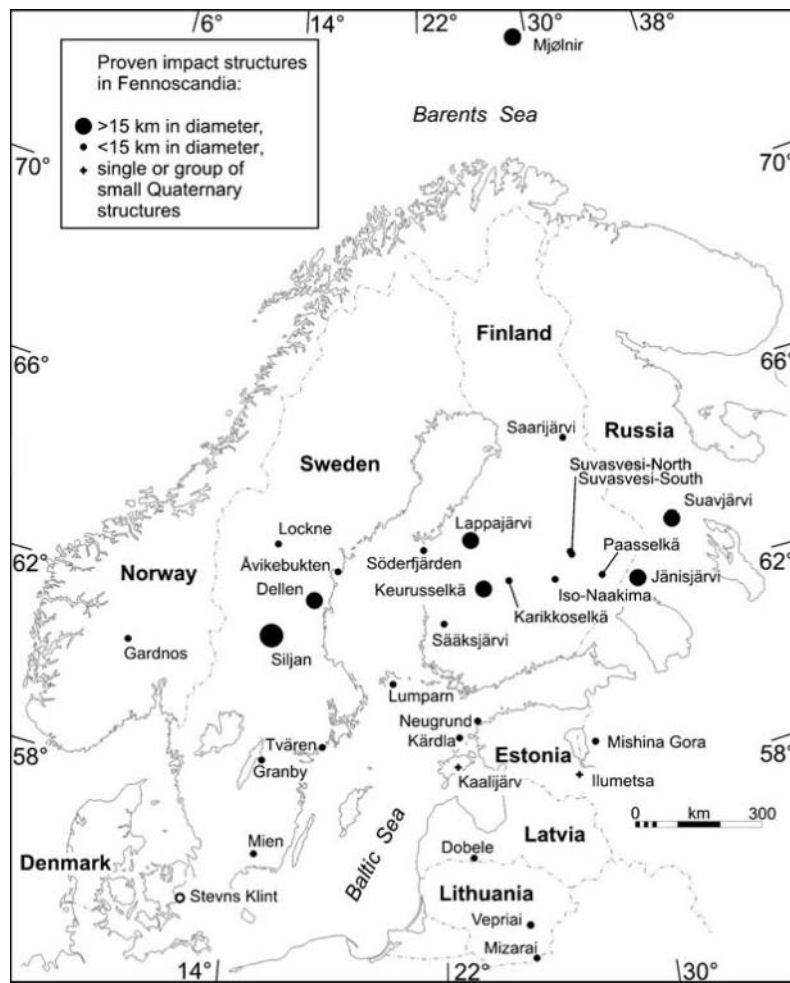 6°
14°
22°
30°
38°
Mjølnir
Proven impact structures
in Fennoscandia:
>15 km in diameter,
<15 km in diameter,
single or group of
small Quaternary
structures
Barents Sea
70°
70°
Finland
66°
66°
Saarijärvi
Russia
Suvasvesi-North
Suvasvesi-South
Sweden
Suavjärvi
Lockne
Lappajärvi
62°
62°
Åvikebukten
Söderfjärden
Paasselkä
Norway
Dellen
Keurusselkä
Jänisjärvi
Iso-Naakima
Karikkoselkä
Gardnos
Siljan
Sääksjärvi
Lumparn
Neugrund
58°
58°
Tvären
Kärdla
Estonia
Mishina Gora
Granby
Kaalijärv
Ilumetsa
0 km 300
Mien
Baltic Sea
Dobele
Latvia
Denmark
Stevns Klint
Lithuania
Vepriai
Mizarai
14°
22°
30°